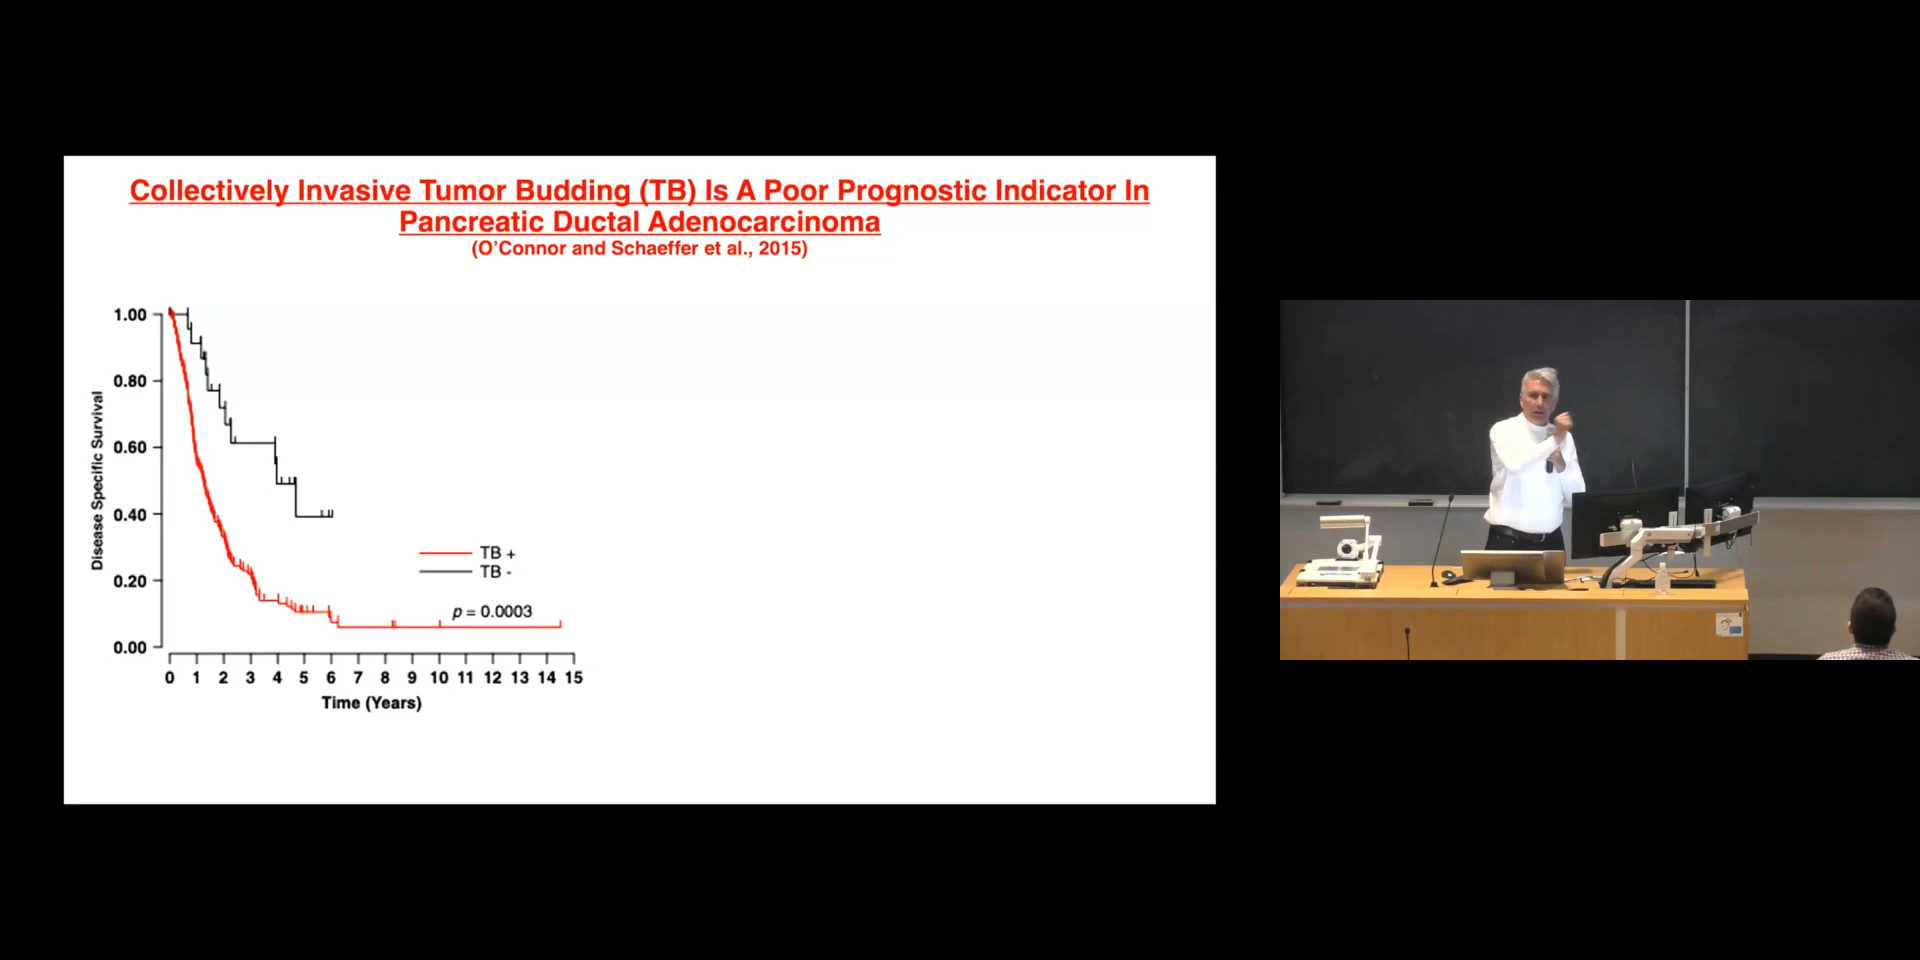 Collectively Invasive Tumor Budding (TB) Is A Poor Prognostic Indicator In
Pancreatic Ductal Adenocarcinoma
(O'Connor and Schaeffer et al., 2015)
1.00
0.80
0.60
0.40
0.20
0.00
Disease Specific Survival
TB +
TB -
p = 0.0003
0 1 2 3 4 5 6 7 8 9 10 11 12 13 14 15
Time (Years)